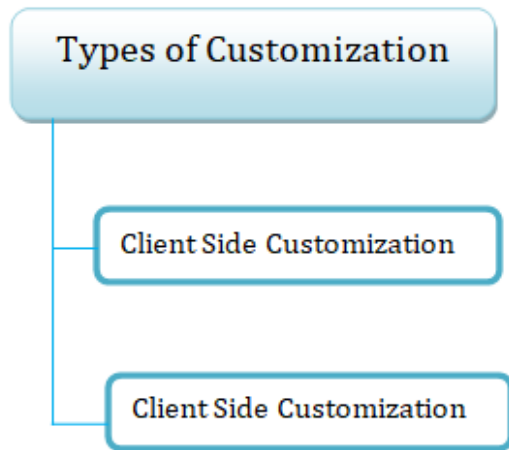 Types of Customization
Client Side Customization
Client Side Customization